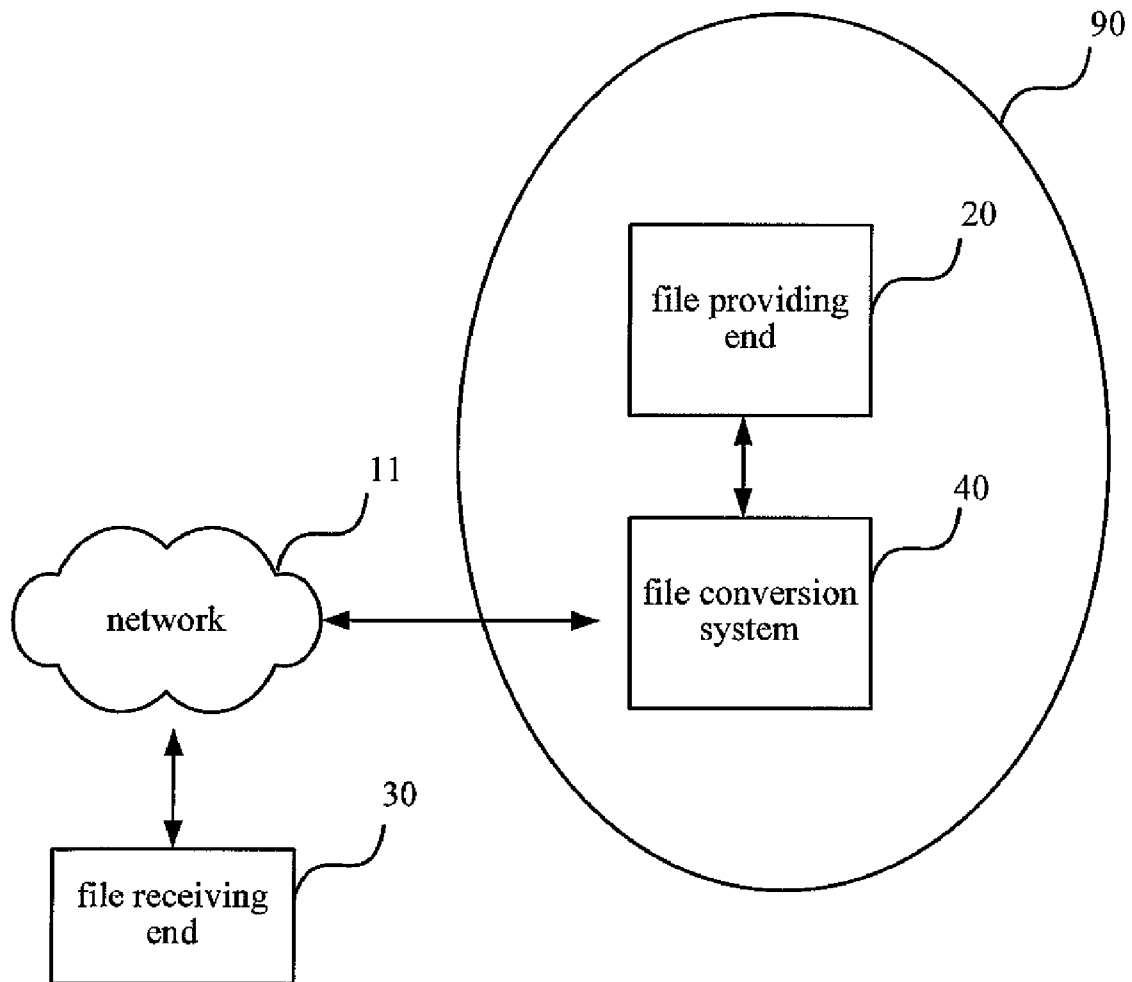 90
20
file providing
end
11
40
network
file conversion
system
30
file receiving
end